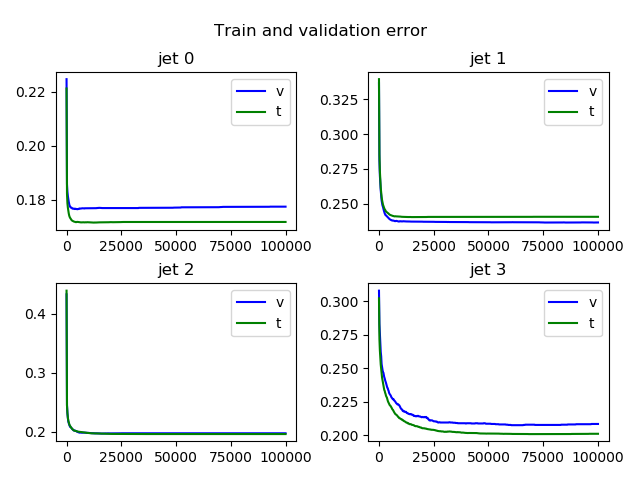 Train and validation error
jet 0
0.22
0.20
0.18
v
t
0 25000 50000 75000 100000
jet 1
0.325
0.300
0.275
0.250
v
t
0 25000 50000 75000 100000
jet 2
0.4
0.3
0.2
v
t
0 25000 50000 75000 100000
jet 3
0.300
0.275
0.250
0.225
0.200
v
t
0 25000 50000 75000 100000